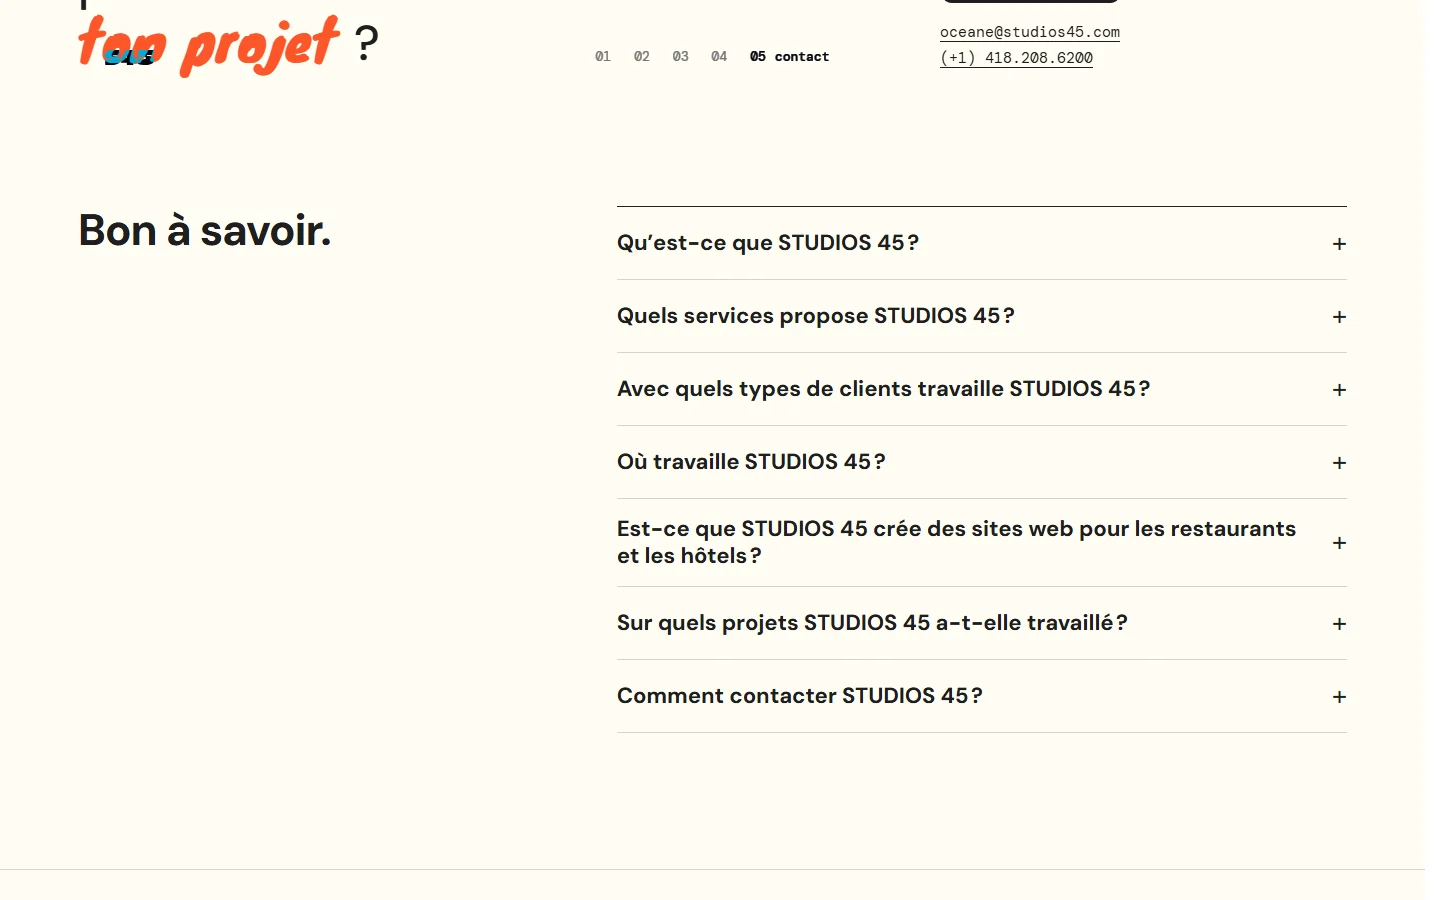 ton projet ?
S45
01 02 03 04 05 contact
oceane@studios45.com
(+1) 418.208.6200
Bon à savoir.
Qu’est-ce que STUDIOS 45 ?
+
Quels services propose STUDIOS 45 ?
+
Avec quels types de clients travaille STUDIOS 45 ?
+
Où travaille STUDIOS 45 ?
+
Est-ce que STUDIOS 45 crée des sites web pour les restaurants
et les hôtels ?
+
Sur quels projets STUDIOS 45 a-t-elle travaillé ?
+
Comment contacter STUDIOS 45 ?
+